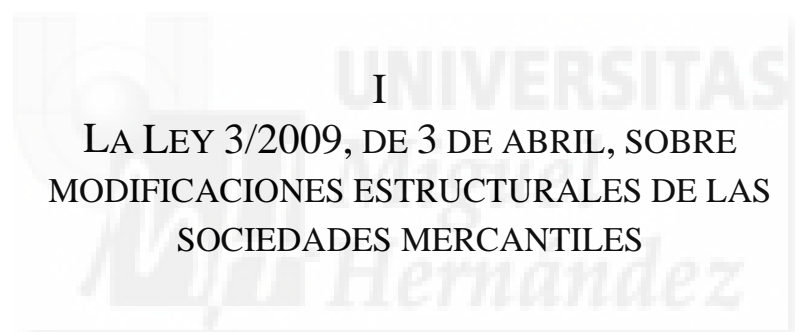 UNIVERSITAS
Miguel
Hernández
I
LA LEY 3/2009, DE 3 DE ABRIL, SOBRE
MODIFICACIONES ESTRUCTURALES DE LAS
SOCIEDADES MERCANTILES